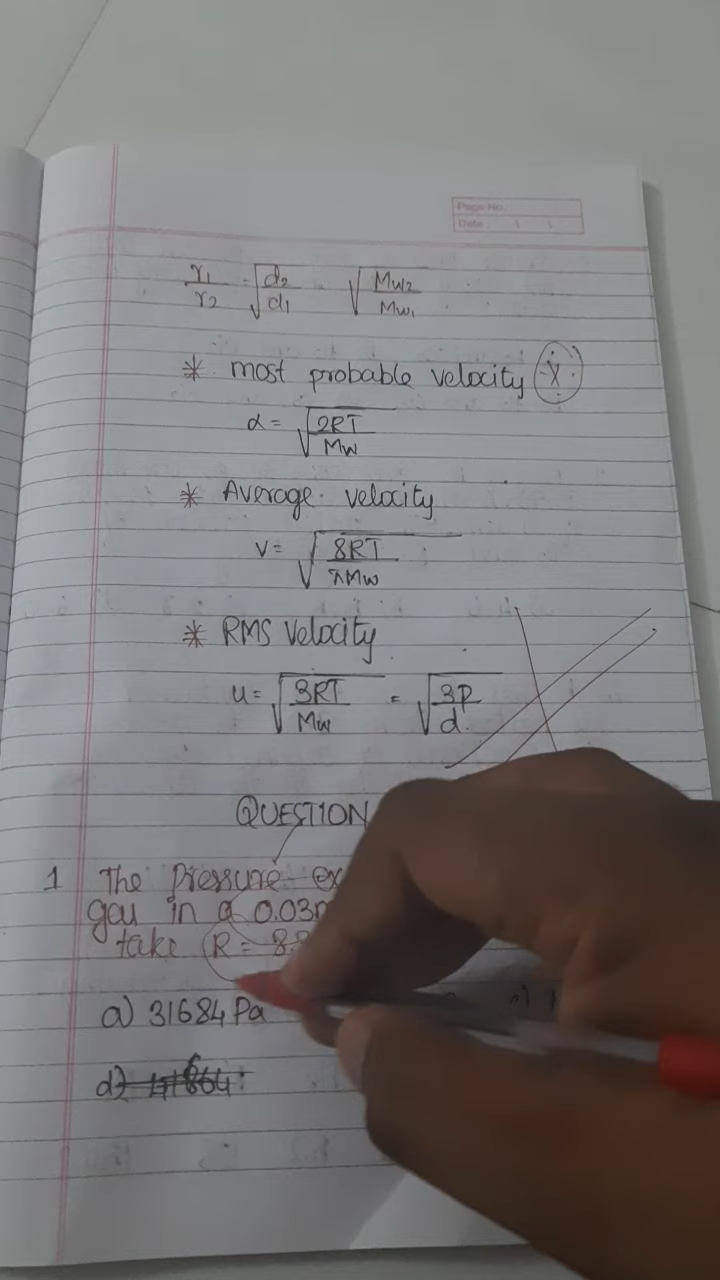 Page No.
Date
r1/r2 = √d2/d1 = √Mw2/Mw1
* most probable velocity
α = √2RT/Mw
* Average velocity
v = √8RT/πMw
* RMS velocity
u = √3RT/Mw = √3P/d
QUESTION
1 The Pressure
gas in a
take R =
a) 31684 Pa
d)